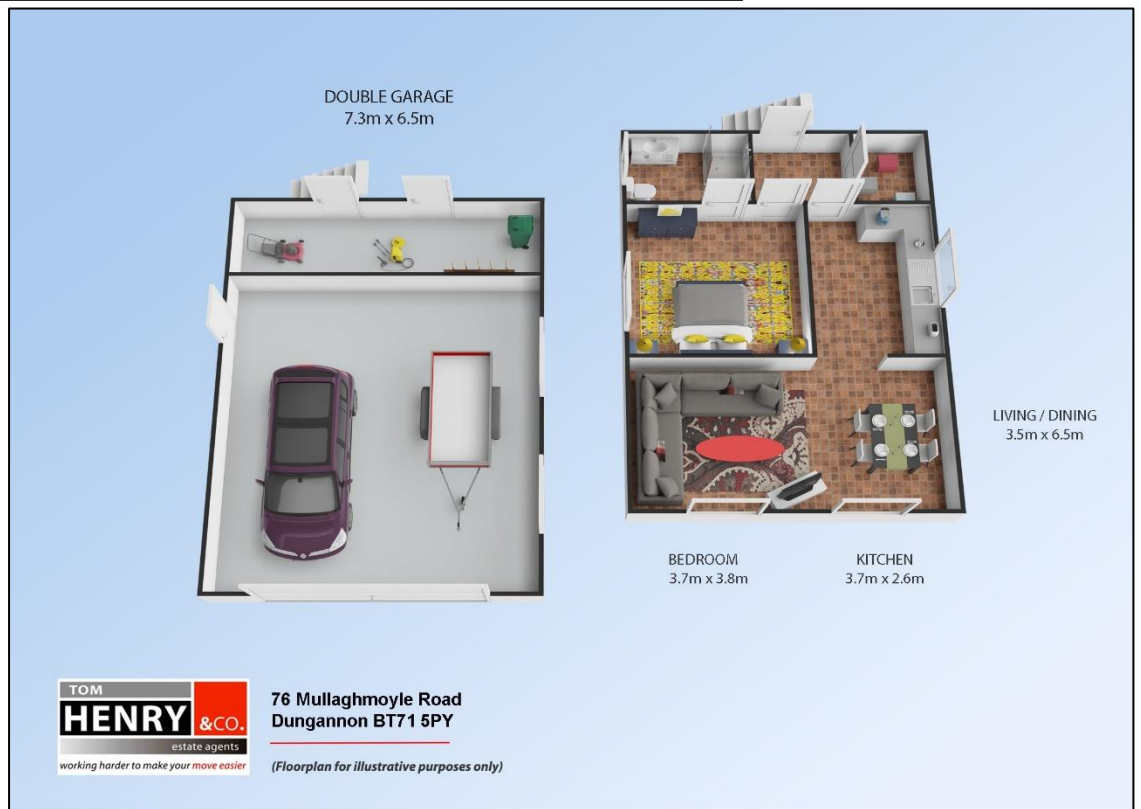 DOUBLE GARAGE
7.3m x 6.5m
LIVING / DINING
3.5m x 6.5m
BEDROOM
3.7m x 3.8m
KITCHEN
3.7m x 2.6m
TOM
HENRY &CO.
estate agents
working harder to make your move easier
76 Mullaghmoyle Road
Dungannon BT71 5PY
(Floorplan for illustrative purposes only)